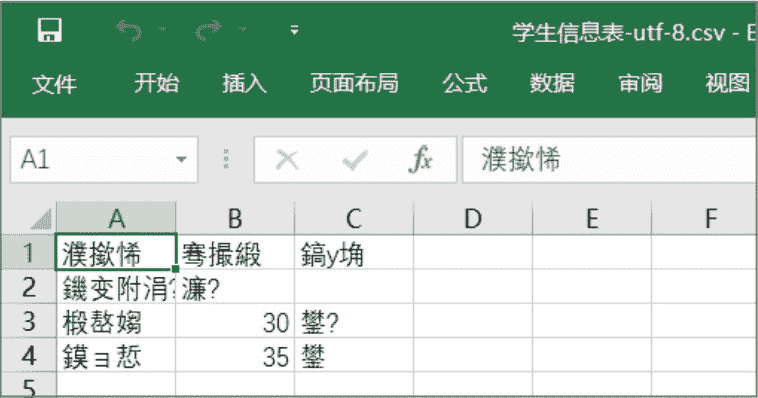 学生信息表-utf-8.csv - E
文件 开始 插入 页面布局 公式 数据 审阅 视图
A1 fx 濮撳悕
A B C D E F
1 濮撳悕 骞撮緞 鎬у埆
2 鐖变附涓? 濂?
3 椴嶅嫐 30 鐢?
4 鏌ョ悊 35 鐢
5